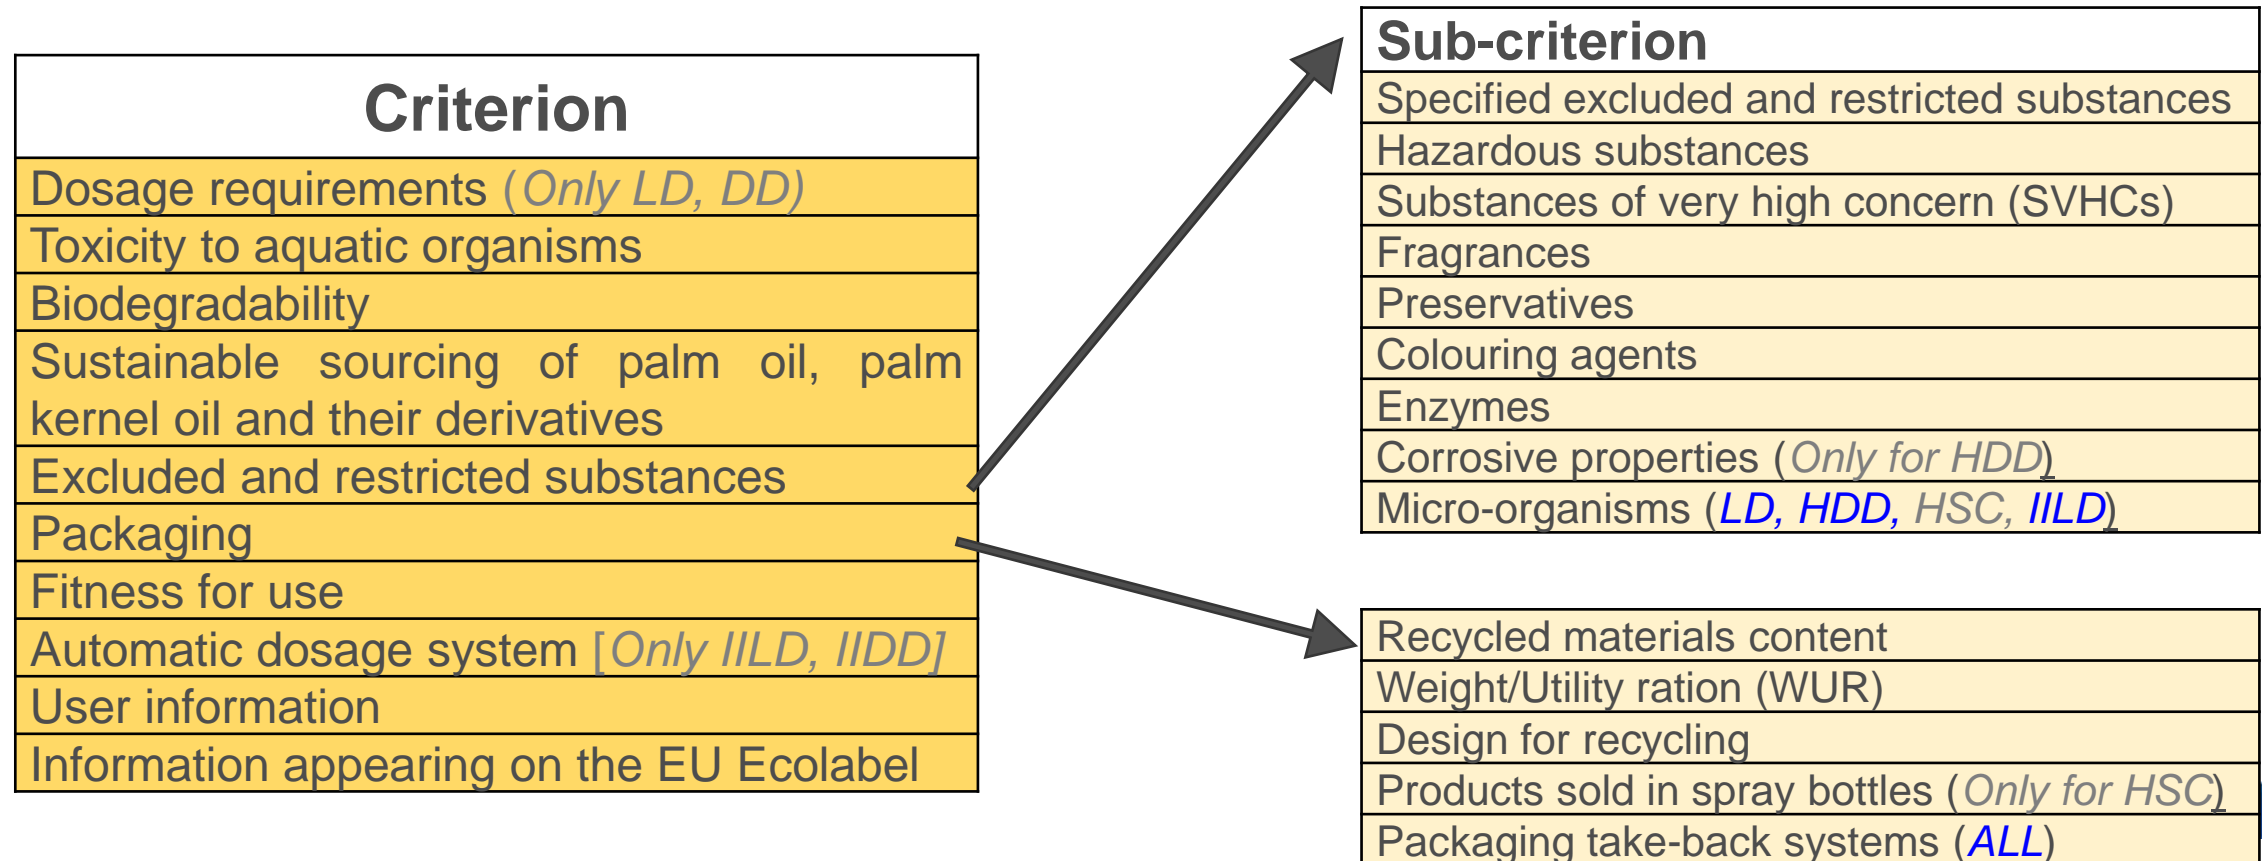 Criterion
Dosage requirements (Only LD, DD)
Toxicity to aquatic organisms
Biodegradability
Sustainable sourcing of palm oil, palm
kernel oil and their derivatives
Excluded and restricted substances
Packaging
Fitness for use
Automatic dosage system [Only IILD, IIDD]
User information
Information appearing on the EU Ecolabel
Sub-criterion
Specified excluded and restricted substances
Hazardous substances
Substances of very high concern (SVHCs)
Fragrances
Preservatives
Colouring agents
Enzymes
Corrosive properties (Only for HDD)
Micro-organisms (LD, HDD, HSC, IILD)
Recycled materials content
Weight/Utility ration (WUR)
Design for recycling
Products sold in spray bottles (Only for HSC)
Packaging take-back systems (ALL)